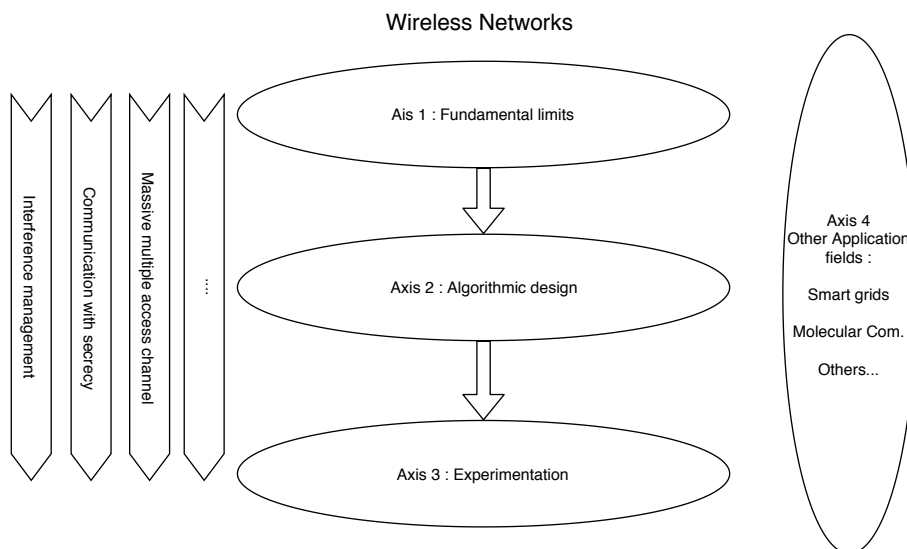 Wireless Networks
Ais 1 : Fundamental limits
Axis 2 : Algorithmic design
Axis 3 : Experimentation
Interference management
Communication with secrecy
Massive multiple access channel
....
Axis 4
Other Application
fields :
Smart grids
Molecular Com.
Others...